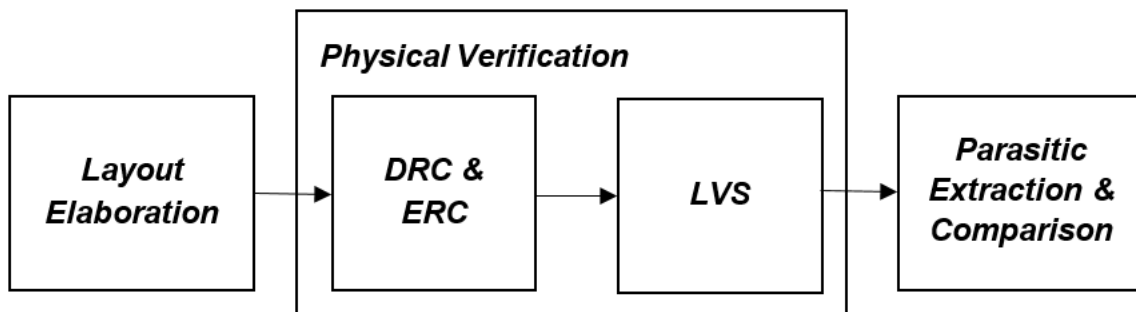 Physical Verification
Layout
Elaboration
DRC &
ERC
LVS
Parasitic
Extraction &
Comparison